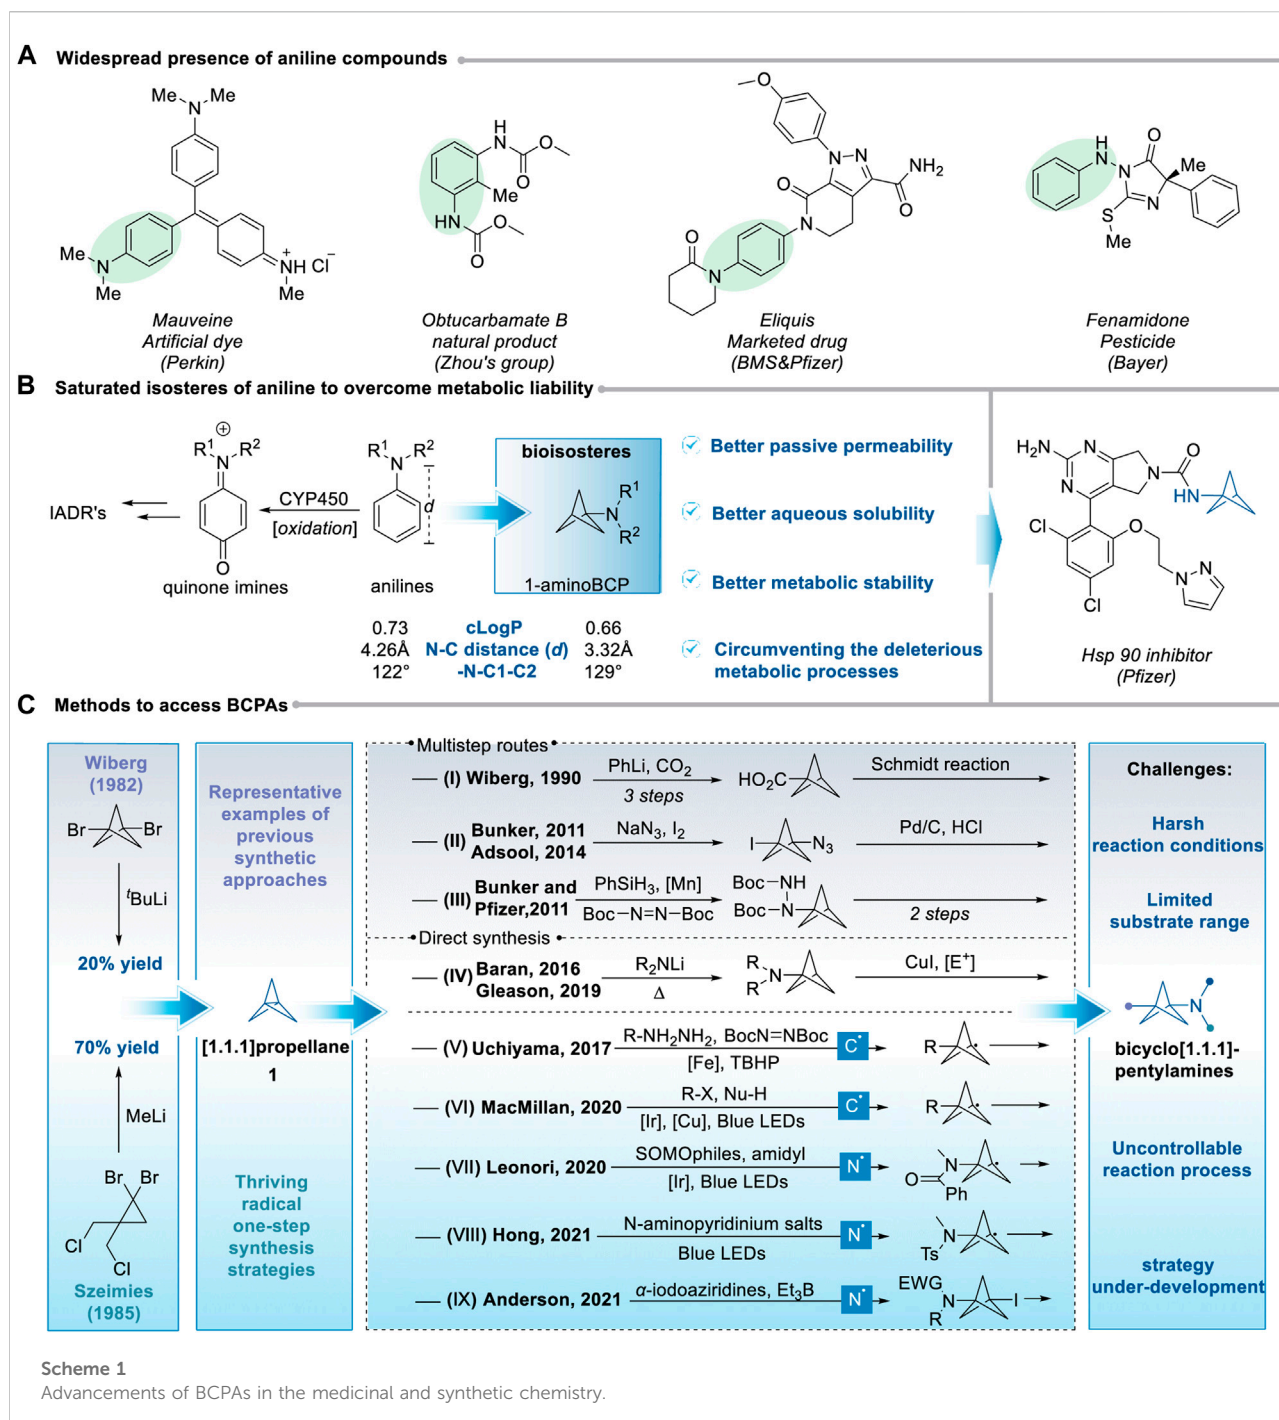 A Widespread presence of aniline compounds
Me Me
N
N
Me
Me
+
NH Cl−
Me
Mauveine
Artificial dye
(Perkin)
H
N
O
O
Me
HN
O
O
Obtucarbamate B
natural product
(Zhou's group)
O
N
N
O
NH2
O
N
O
N
Eliquis
Marketed drug
(BMS&Pfizer)
H
N
N
O
Me
N
S
Me
Fenamidone
Pesticide
(Bayer)
B Saturated isosteres of aniline to overcome metabolic liability
IADR's
R1 R2
N
O
quinone imines
CYP450
[oxidation]
R1 R2
N
d
anilines
bioisosteres
R1
N
R2
1-aminoBCP
0.73 cLogP 0.66
4.26Å N-C distance (d) 3.32Å
122° -N-C1-C2 129°
Better passive permeability
Better aqueous solubility
Better metabolic stability
Circumventing the deleterious
metabolic processes
H2N N
N
N
O
HN
Cl
O
N
N
Cl
Hsp 90 inhibitor
(Pfizer)
C Methods to access BCPAs
Wiberg
(1982)
Br Br
tBuLi
20% yield
70% yield
MeLi
Br Br
Cl
Cl
Szeimies
(1985)
Representative
examples of
previous
synthetic
approaches
[1.1.1]propellane
1
Thriving
radical
one-step
synthesis
strategies
Multistep routes
(I) Wiberg, 1990 PhLi, CO2 3 steps HO2C Schmidt reaction
(II) Bunker, 2011 Adsool, 2014 NaN3, I2 I N3 Pd/C, HCl
(III) Bunker and Pfizer,2011 PhSiH3, [Mn] Boc−N=N−Boc Boc NH Boc N 2 steps
Direct synthesis
(IV) Baran, 2016 Gleason, 2019 R2NLi Δ R N R CuI, [E+]
(V) Uchiyama, 2017 R-NH2NH2, BocN=NBoc [Fe], TBHP C• R
(VI) MacMillan, 2020 R-X, Nu-H [Ir], [Cu], Blue LEDs C• R
(VII) Leonori, 2020 SOMOphiles, amidyl [Ir], Blue LEDs N• N O Ph
(VIII) Hong, 2021 N-aminopyridinium salts Blue LEDs N• N Ts
(IX) Anderson, 2021 α-iodoaziridines, Et3B N• EWG N R I
Challenges:
Harsh
reaction conditions
Limited
substrate range
N
bicyclo[1.1.1]-
pentylamines
Uncontrollable
reaction process
strategy
under-development
Scheme 1
Advancements of BCPAs in the medicinal and synthetic chemistry.